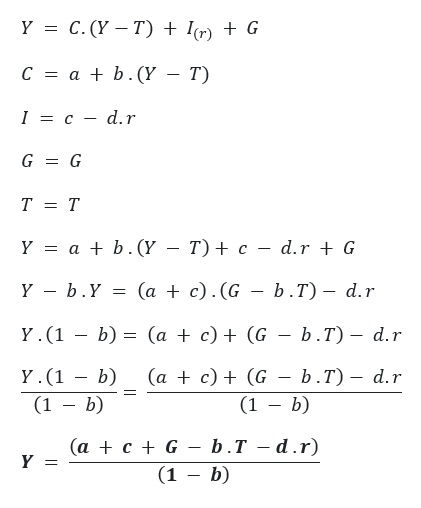 Y = C.(Y − T) + I(r) + G
C = a + b.(Y − T)
I = c − d.r
G = G
T = T
Y = a + b.(Y − T) + c − d.r + G
Y − b.Y = (a + c).(G − b.T) − d.r
Y.(1 − b) = (a + c) + (G − b.T) − d.r
Y.(1 − b) / (1 − b) = (a + c) + (G − b.T) − d.r / (1 − b)
Y = (a + c + G − b.T − d.r) / (1 − b)